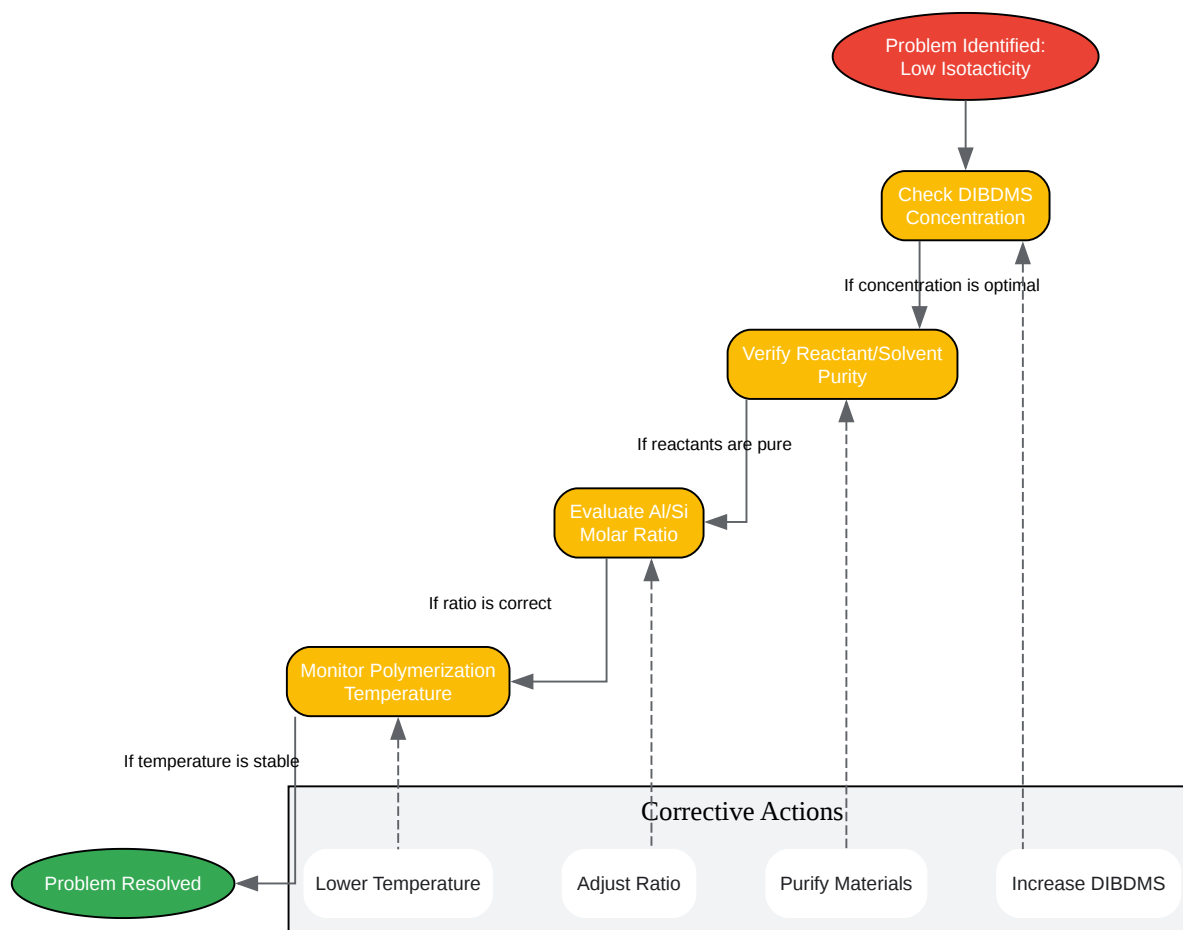 Problem Identified:
Low Isotacticity
Check DIBDMS
Concentration
If concentration is optimal
Verify Reactant/Solvent
Purity
If reactants are pure
Evaluate Al/Si
Molar Ratio
If ratio is correct
Monitor Polymerization
Temperature
If temperature is stable
Corrective Actions
Problem Resolved
Lower Temperature
Adjust Ratio
Purify Materials
Increase DIBDMS